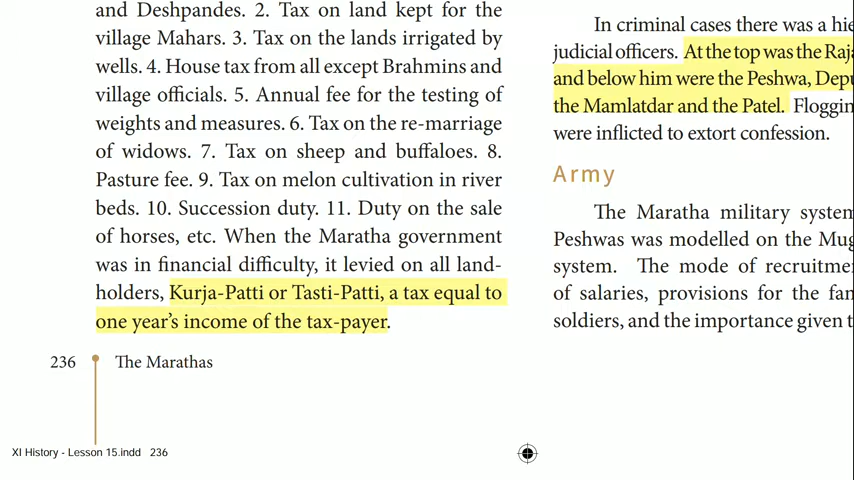 and Deshpandes. 2. Tax on land kept for the
village Mahars. 3. Tax on the lands irrigated by
wells. 4. House tax from all except Brahmins and
village officials. 5. Annual fee for the testing of
weights and measures. 6. Tax on the re-marriage
of widows. 7. Tax on sheep and buffaloes. 8.
Pasture fee. 9. Tax on melon cultivation in river
beds. 10. Succession duty. 11. Duty on the sale
of horses, etc. When the Maratha government
was in financial difficulty, it levied on all land-
holders, Kurja-Patti or Tasti-Patti, a tax equal to
one year's income of the tax-payer.
In criminal cases there was a
judicial officers. At the top was the
and below him were the Peshwa,
the Mamlatdar and the Patel.
were inflicted to extort confession.
Army
The Maratha military system
Peshwas was modelled on the
system. The mode of
of salaries, provisions for the
soldiers, and the importance given
236 The Marathas
XI History - Lesson 15.indd 236